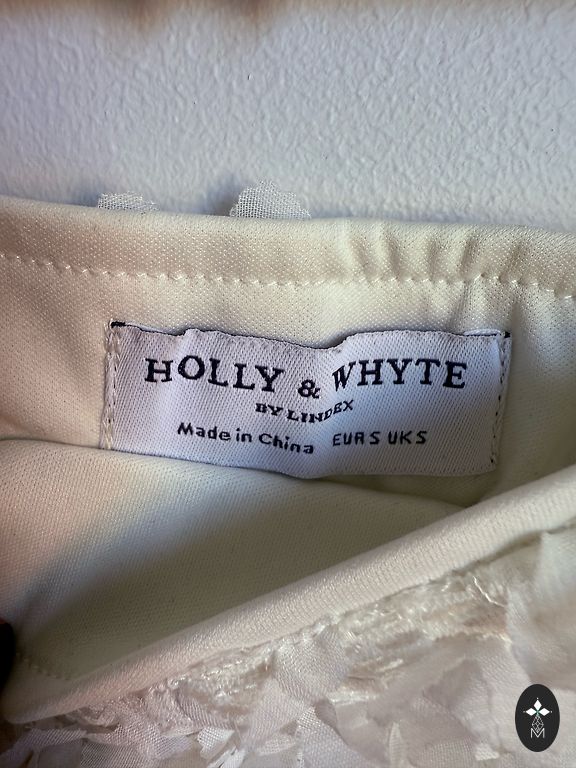 HOLLY & WHYTE
BY LINDEX
Made in China EUR S UK S
M